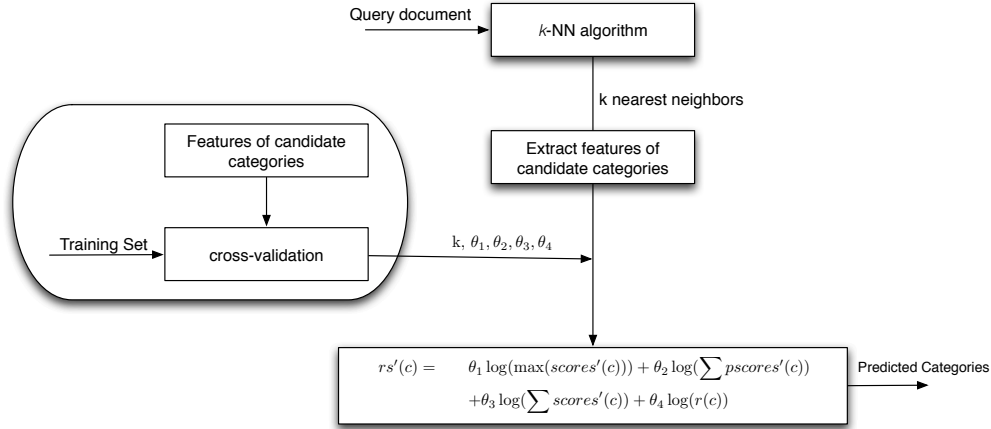 Query document
k-NN algorithm
k nearest neighbors
Features of candidate
categories
Extract features of
candidate categories
Training Set
cross-validation
k, θ₁, θ₂, θ₃, θ₄
rs′(c) = θ₁ log(max(scores′(c))) + θ₂ log(∑ pscores′(c))
+θ₃ log(∑ scores′(c)) + θ₄ log(r(c))
Predicted Categories